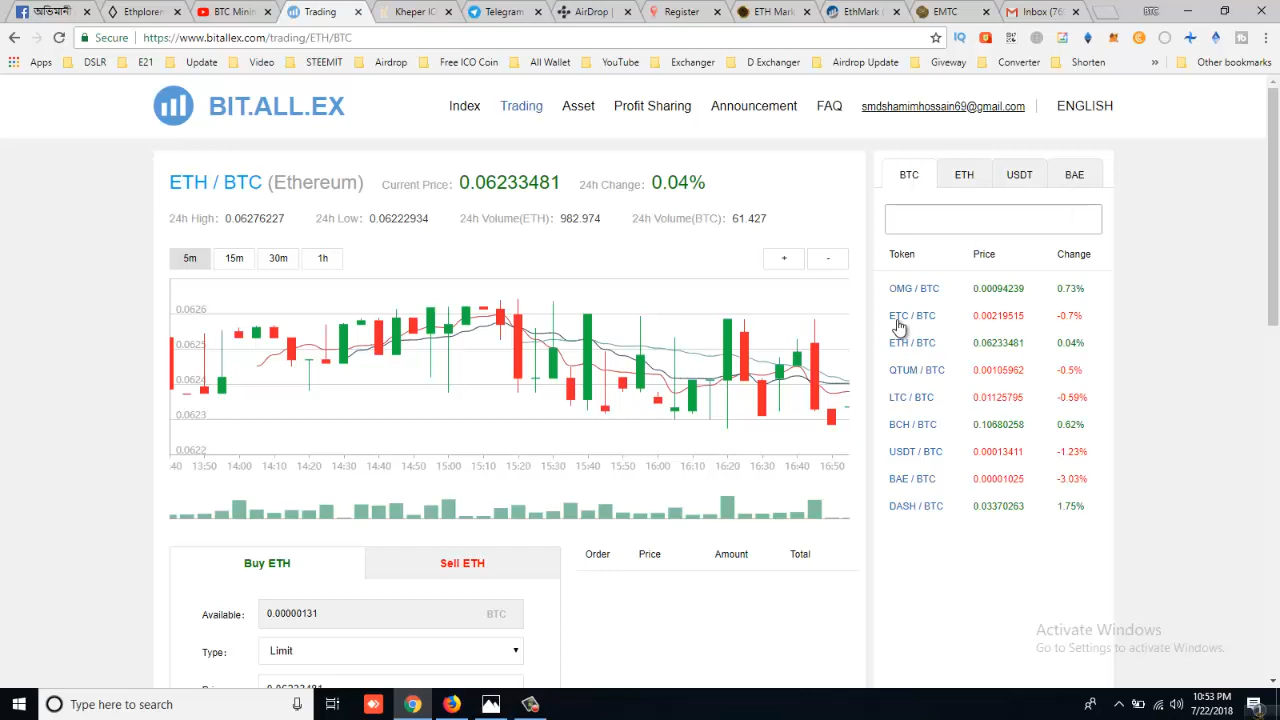 অভিযানী
Ethplorer
BTC Minin
Trading
Kheper IC
Telegram
AirDrop |
Register
ETH Mark
EthMark (
EMTC
Inbox (76
BTC
Secure
https://www.bitallex.com/trading/ETH/BTC
Apps DSLR E21 Update Video STEEMIT Airdrop Free ICO Coin All Wallet YouTube Exchanger D Exchanger Airdrop Update Giveway Converter Shorten » Other bookmarks
BIT.ALL.EX
Index Trading Asset Profit Sharing Announcement FAQ smdshamimhossain69@gmail.com ENGLISH
ETH / BTC (Ethereum) Current Price: 0.06233481 24h Change: 0.04%
24h High: 0.06276227 24h Low: 0.06222934 24h Volume(ETH): 982.974 24h Volume(BTC): 61.427
5m 15m 30m 1h + -
0.0626
0.0625
0.0624
0.0623
0.0622
:40 13:50 14:00 14:10 14:20 14:30 14:40 14:50 15:00 15:10 15:20 15:30 15:40 15:50 16:00 16:10 16:20 16:30 16:40 16:50
Buy ETH Sell ETH
Available: 0.00000131 BTC
Type: Limit
0.06233481
Order Price Amount Total
BTC ETH USDT BAE
Token Price Change
OMG / BTC 0.00094239 0.73%
ETC / BTC 0.00219515 -0.7%
ETH / BTC 0.06233481 0.04%
QTUM / BTC 0.00105962 -0.5%
LTC / BTC 0.01125795 -0.59%
BCH / BTC 0.10680258 0.62%
USDT / BTC 0.00013411 -1.23%
BAE / BTC 0.00001025 -3.03%
DASH / BTC 0.03370263 1.75%
Activate Windows
Go to Settings to activate Windows.
Type here to search
10:53 PM
7/22/2018